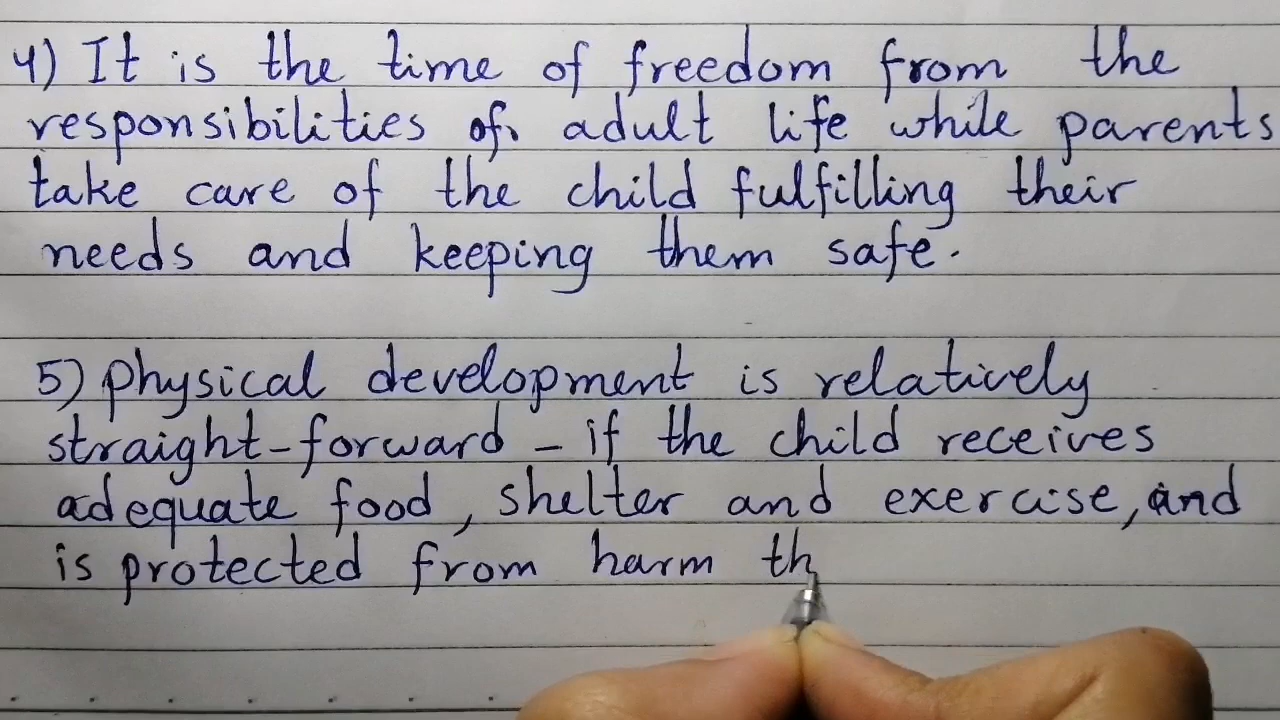 4) It is the time of freedom from the
responsibilities of adult life while parents
take care of the child fulfilling their
needs and keeping them safe.
5) Physical development is relatively
straight-forward - if the child receives
adequate food, shelter and exercise, and
is protected from harm th